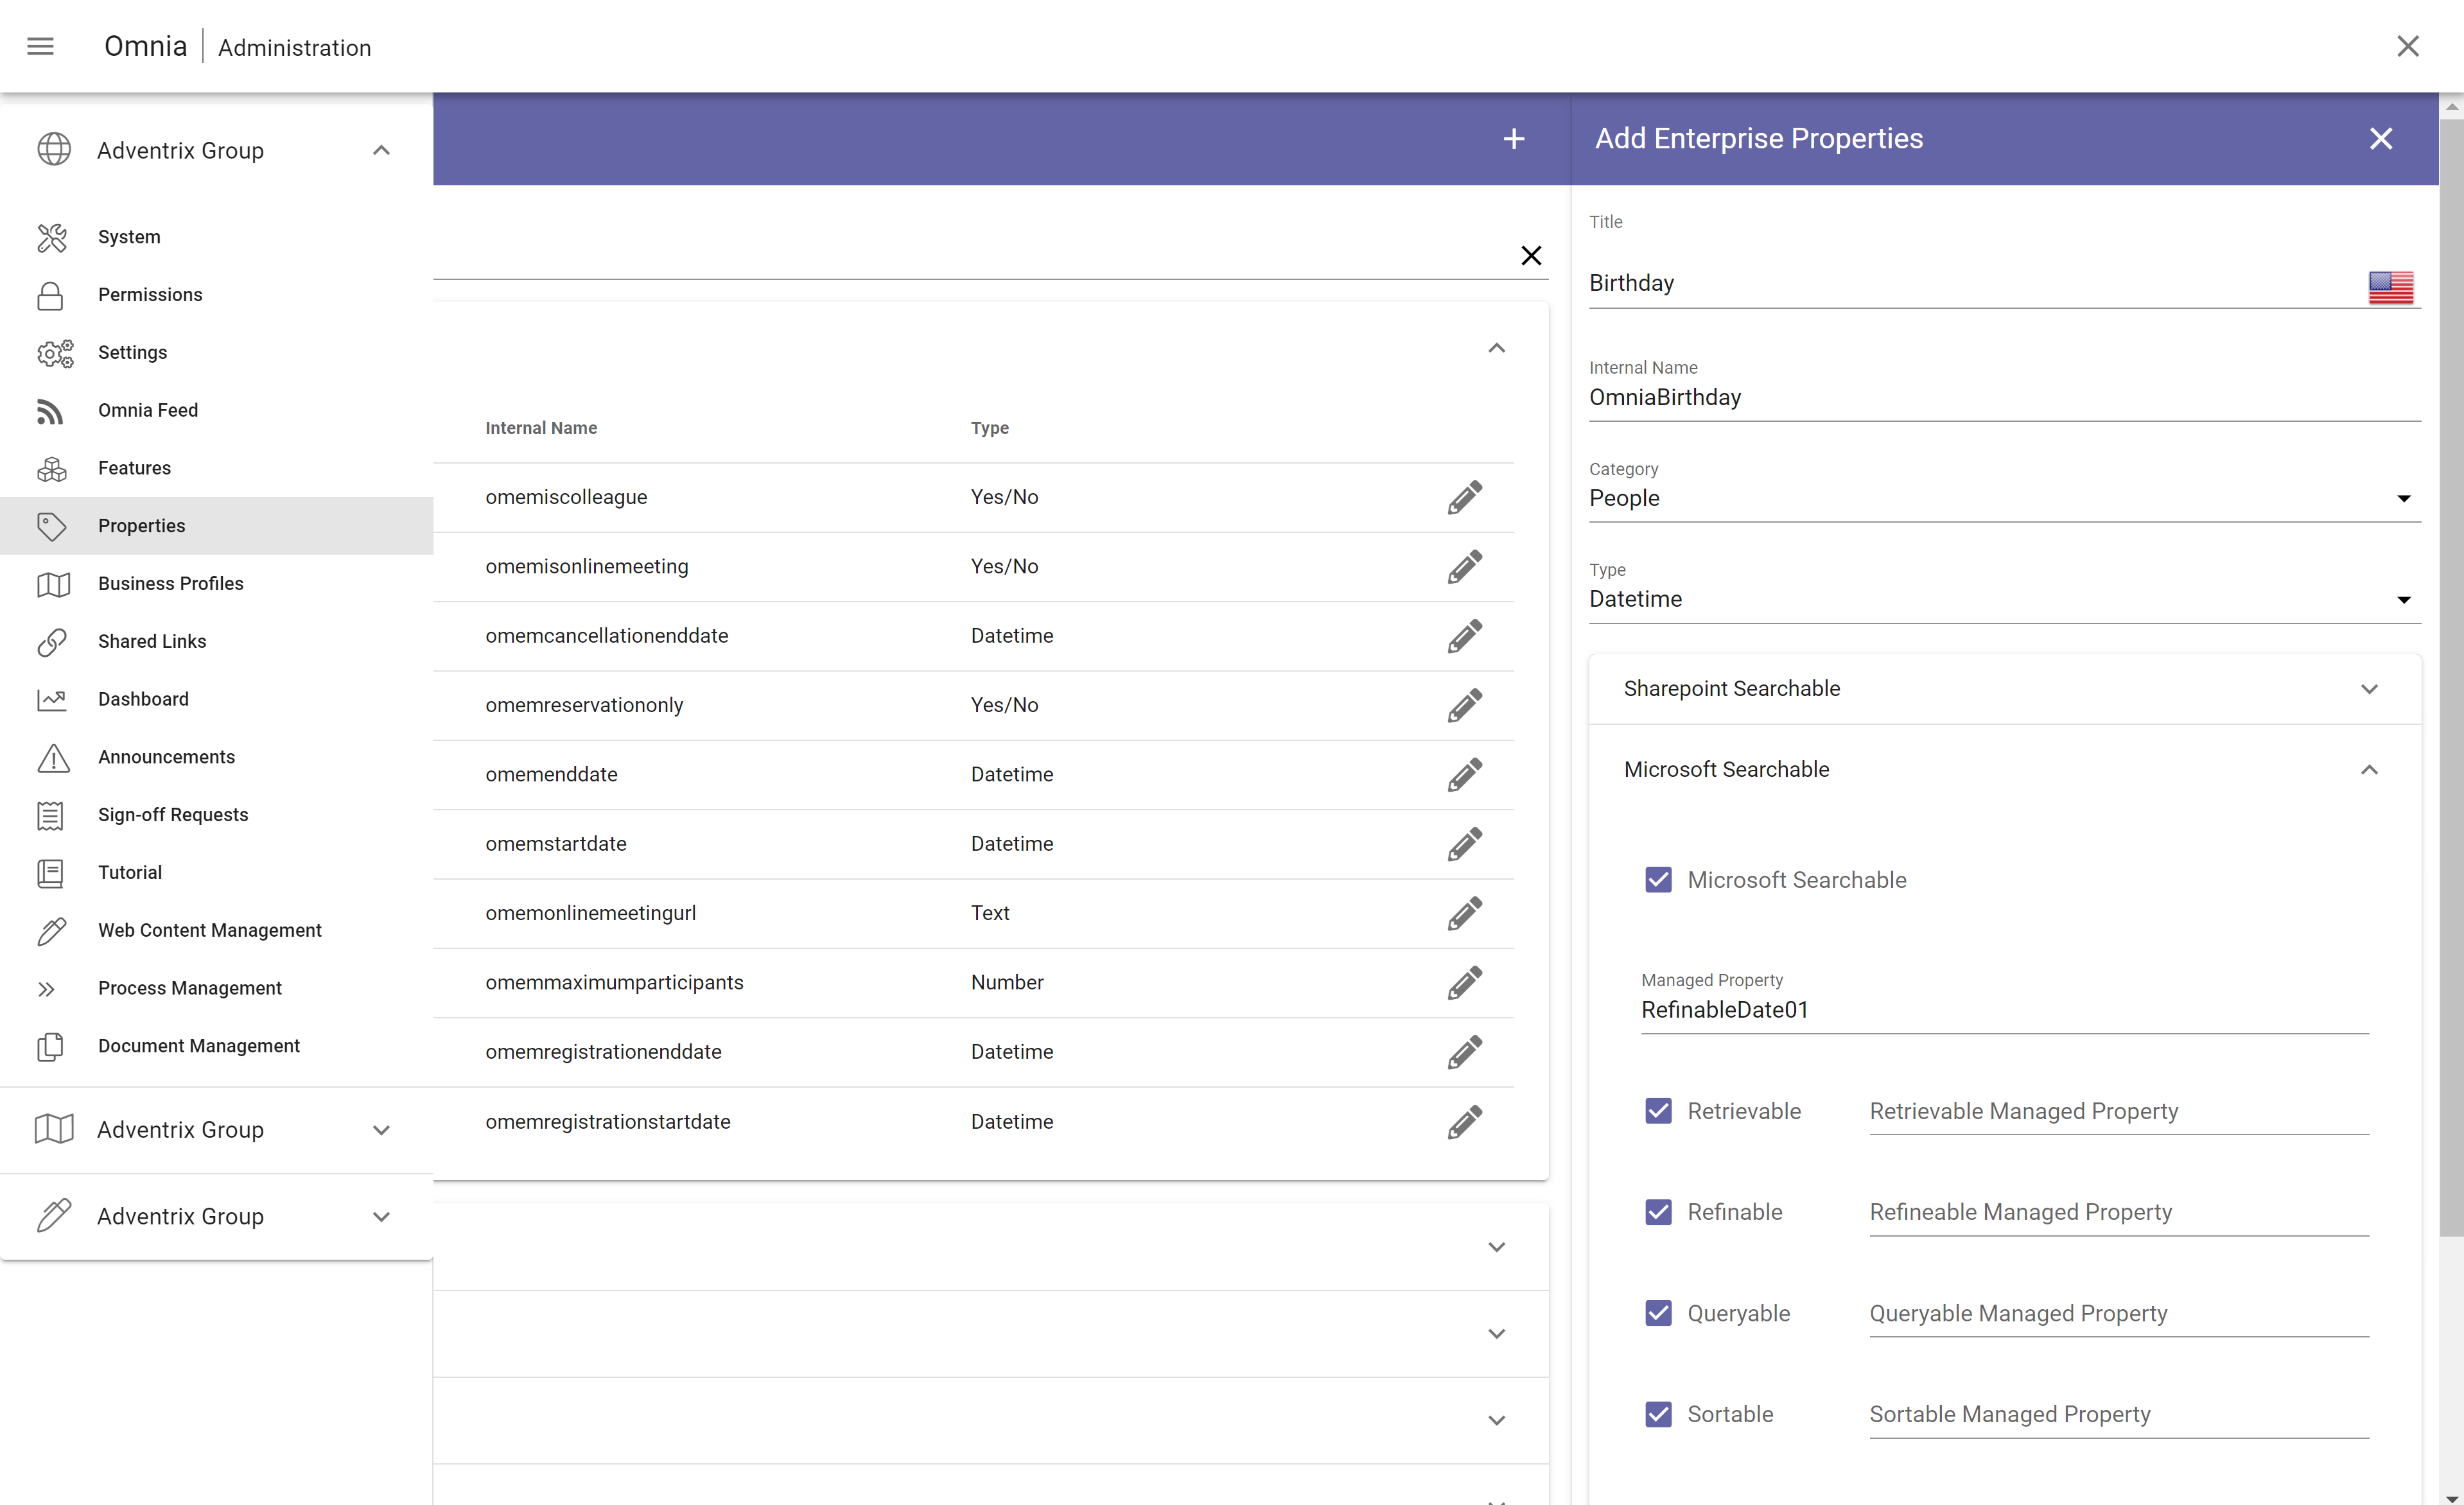 Omnia
Administration
Adventrix Group
System
Permissions
Settings
Omnia Feed
Features
Properties
Business Profiles
Shared Links
Dashboard
Announcements
Sign-off Requests
Tutorial
Web Content Management
Process Management
Document Management
Adventrix Group
Adventrix Group
Internal Name Type
omemiscolleague Yes/No
omemisonlinemeeting Yes/No
omemcancellationenddate Datetime
omemreservationonly Yes/No
omemenddate Datetime
omemstartdate Datetime
omemonlinemeetingurl Text
omemmaximumparticipants Number
omemregistrationenddate Datetime
omemregistrationstartdate Datetime
Add Enterprise Properties
Title
Birthday
Internal Name
OmniaBirthday
Category
People
Type
Datetime
Sharepoint Searchable
Microsoft Searchable
Microsoft Searchable
Managed Property
RefinableDate01
Retrievable Retrievable Managed Property
Refinable Refineable Managed Property
Queryable Queryable Managed Property
Sortable Sortable Managed Property